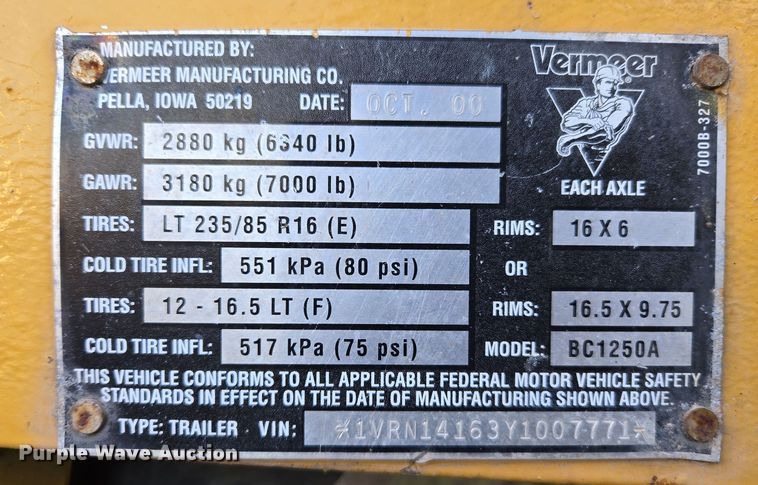 MANUFACTURED BY:
VERMEER MANUFACTURING CO.
PELLA, IOWA 50219 DATE: OCT. 00
Vermeer®
7000B-327
GVWR: 2880 kg (6340 lb)
GAWR: 3180 kg (7000 lb) EACH AXLE
TIRES: LT 235/85 R16 (E) RIMS: 16 X 6
COLD TIRE INFL: 551 kPa (80 psi) OR
TIRES: 12 - 16.5 LT (F) RIMS: 16.5 X 9.75
COLD TIRE INFL: 517 kPa (75 psi) MODEL: BC1250A
THIS VEHICLE CONFORMS TO ALL APPLICABLE FEDERAL MOTOR VEHICLE SAFETY
STANDARDS IN EFFECT ON THE DATE OF MANUFACTURING SHOWN ABOVE.
TYPE: TRAILER VIN: *1VRN14163Y1007771*
Purple Wave Auction